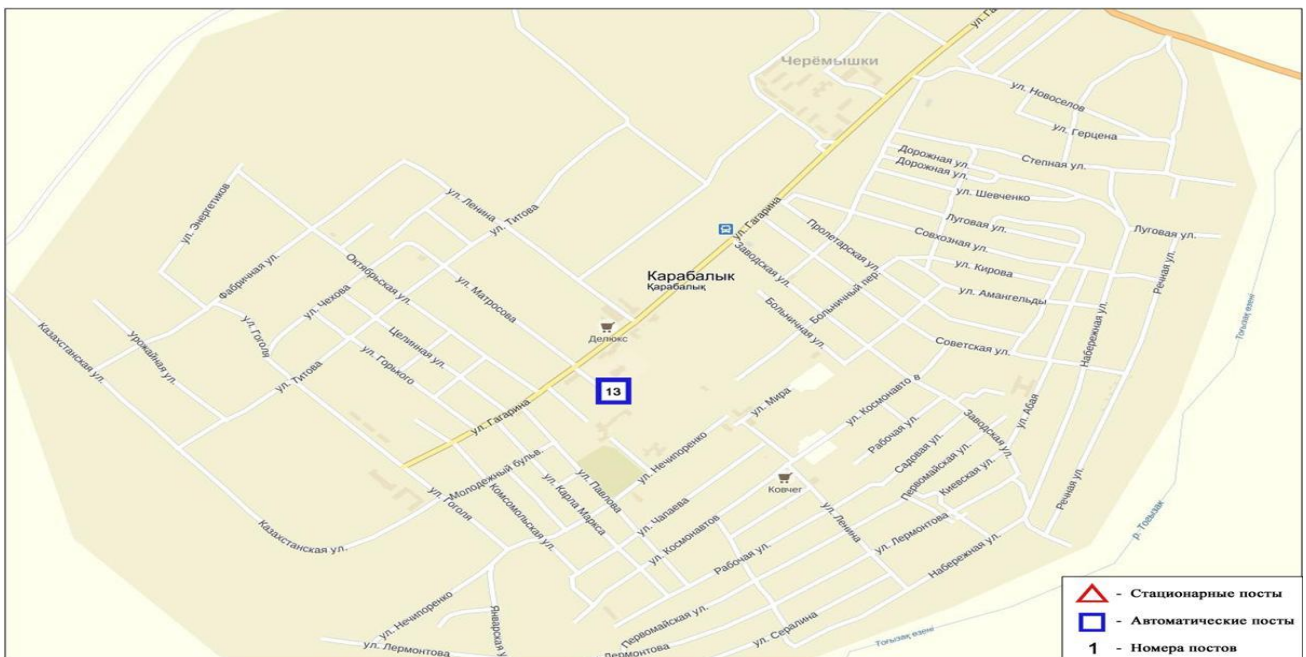 ул. Га
Черёмышки
ул. Новоселов
ул. Герцена
Дорожная ул.
Степная ул.
Дорожная ул.
ул. Энергетиков
ул. Ленина
ул. Шевченко
ул. Титова
ул. Гагарина
Пролетарская ул.
Луговая ул.
Луговая ул.
Совхозная ул.
Фабричная ул.
Октябрьская ул.
Заводская ул.
Карабалык
Қарабалық
Больничный пер.
ул. Кирова
Речная ул.
ул. Чехова
ул. Матросова
ул. Амангельды
Больничная ул.
Казахстанская ул.
Урожайная ул.
ул. Гоголя
Целинная ул.
Делюкс
Советская ул.
Набережная ул.
Тоғызақ өзені
ул. Титова
ул. Горького
13
ул. Мира
ул. Космонавто в
ул. Гагарина
ул. Абая
Заводская ул.
Рабочая ул.
Садовая ул.
ул. Нечипоренко
Молодежный бульв.
Первомайская ул.
Киевская ул.
Ковчег
ул. Павлова
ул. Карла Маркса
ул. Гоголя
Комсомольская ул.
Речная ул.
ул. Чапаева
ул. Ленина
р. Тогызак
Казахстанская ул.
ул. Космонавтов
ул. Лермонтова
Рабочая ул.
Набережная ул.
ул. Нечипоренко
Январская у
Первомайская ул.
ул. Сералина
Тоғызақ өзені
ул. Лермонтова
Лермонтова
- Стационарные посты
- Автоматические посты
1 - Номера постов